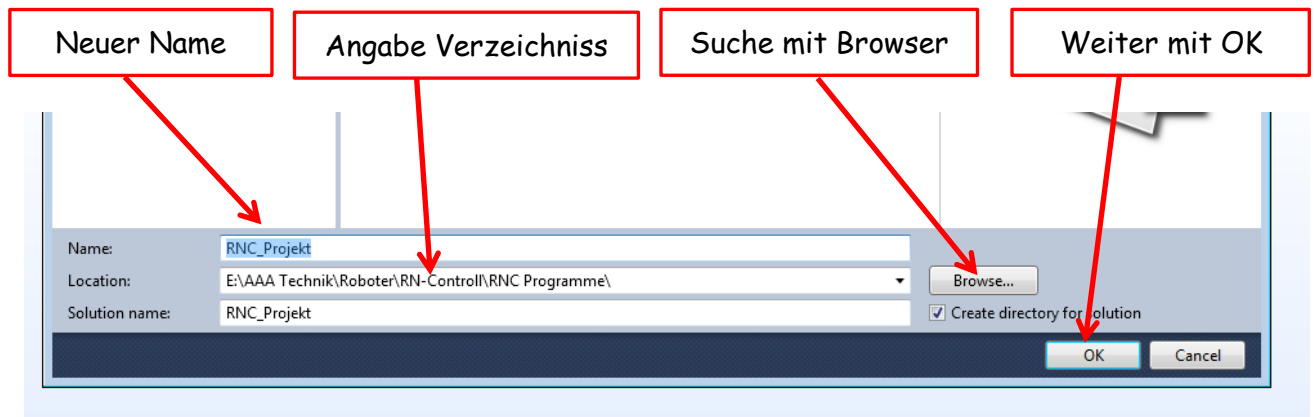 Neuer Name
Angabe Verzeichniss
Suche mit Browser
Weiter mit OK
Name:
RNC_Projekt
Location:
E:\AAA Technik\Roboter\RN-Controll\RNC Programme\
Browse...
Solution name:
RNC_Projekt
Create directory for solution
OK
Cancel